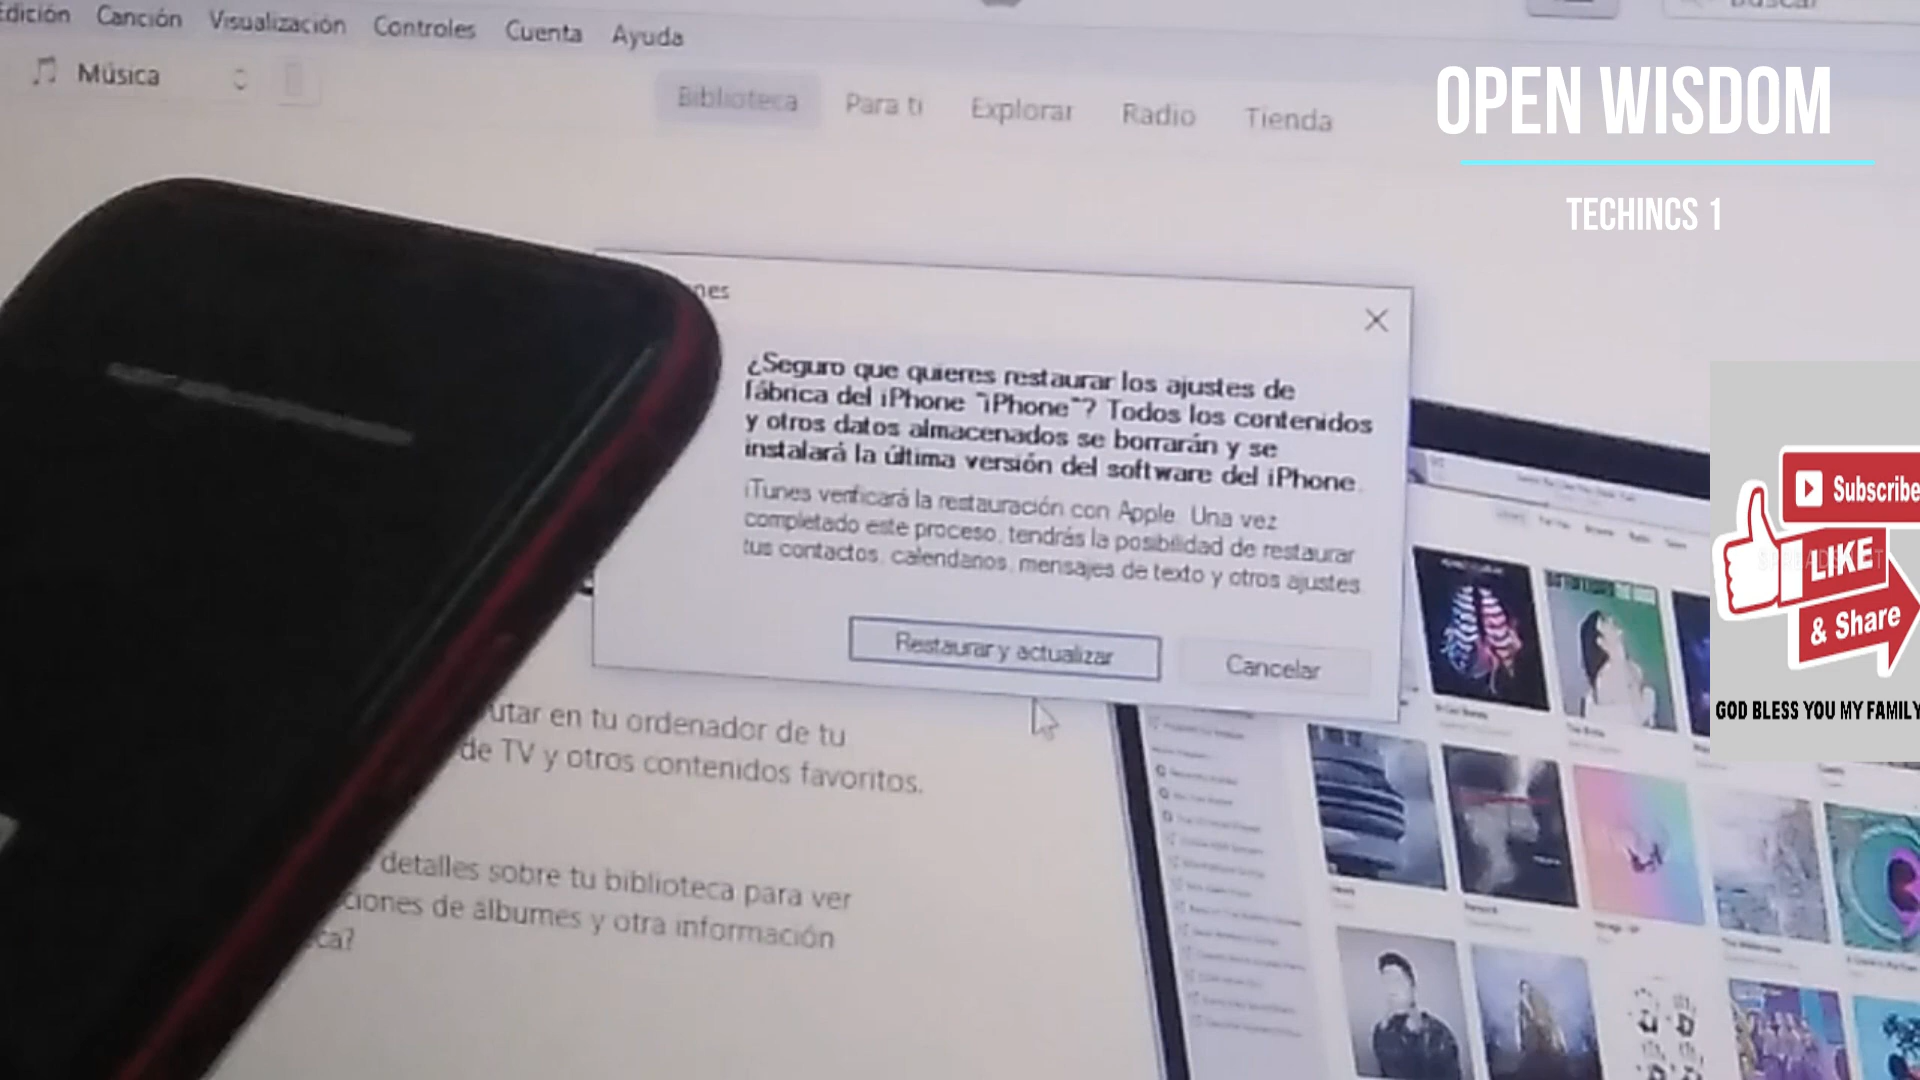 Edición Canción Visualización Controles Cuenta Ayuda
Buscar
Música
Biblioteca Para ti Explorar Radio Tienda
OPEN WISDOM
TECHINCS 1
nes
¿Seguro que quieres restaurar los ajustes de
fábrica del iPhone "iPhone"? Todos los contenidos
y otros datos almacenados se borrarán y se
instalará la última versión del software del iPhone.
iTunes verificará la restauración con Apple. Una vez
completado este proceso, tendrás la posibilidad de restaurar
tus contactos, calendarios, mensajes de texto y otros ajustes.
Restaurar y actualizar Cancelar
Subscribe
LIKE
& Share
GOD BLESS YOU MY FAMILY
utar en tu ordenador de tu
de TV y otros contenidos favoritos.
detalles sobre tu biblioteca para ver
ciones de álbumes y otra información
ca?